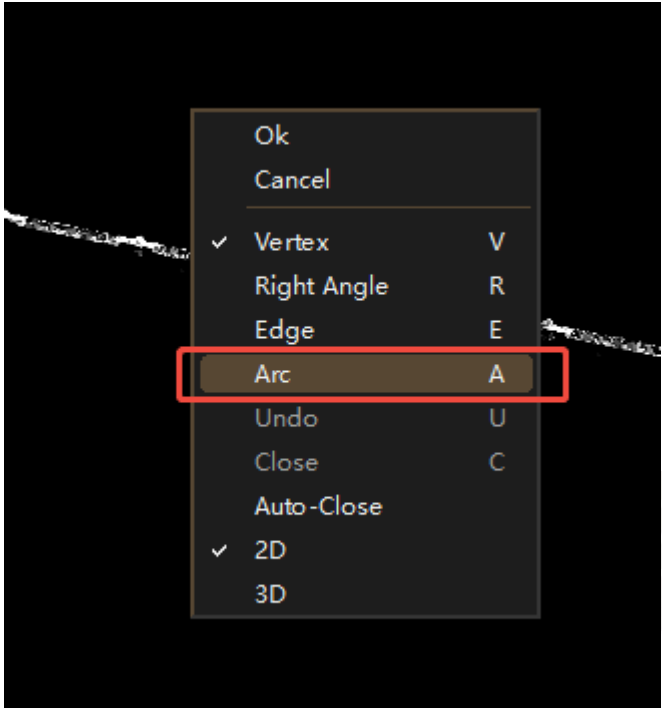 Ok
Cancel
Vertex V
Right Angle R
Edge E
Arc A
Undo U
Close C
Auto-Close
2D
3D